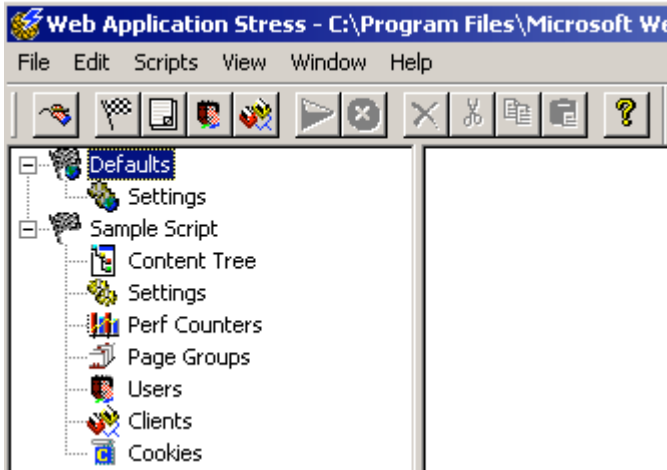 Web Application Stress - C:\Program Files\Microsoft We
File Edit Scripts View Window Help
Defaults
Settings
Sample Script
Content Tree
Settings
Perf Counters
Page Groups
Users
Clients
Cookies